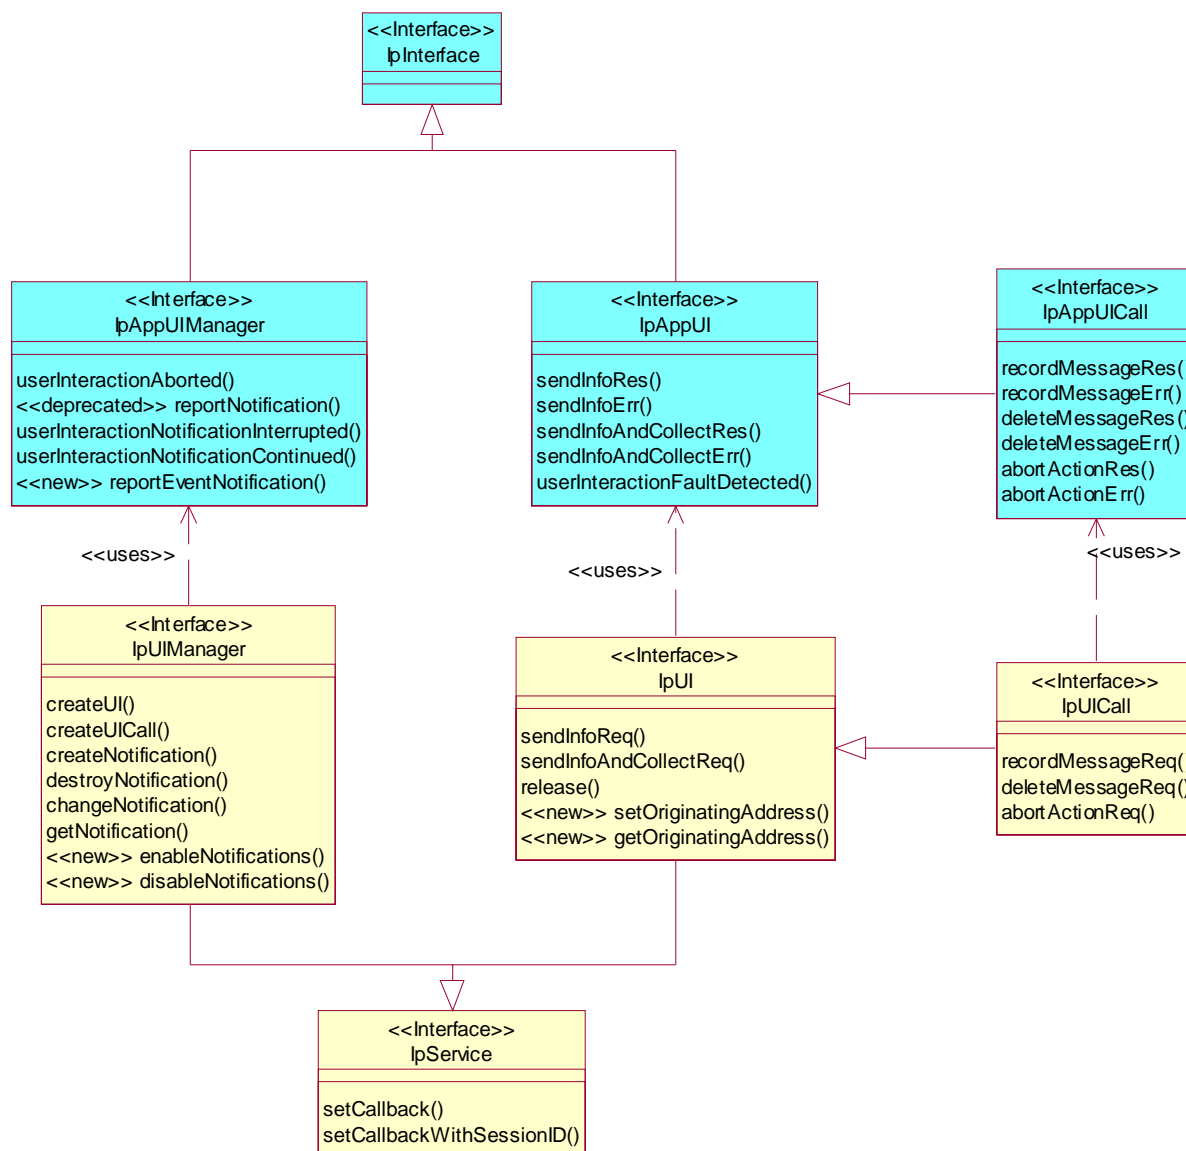 <<Interface>>
IpInterface
<<Interface>>
IpAppUIManager
userInteractionAborted()
<<deprecated>> reportNotification()
userInteractionNotificationInterrupted()
userInteractionNotificationContinued()
<<new>> reportEventNotification()
<<Interface>>
IpAppUI
sendInfoRes()
sendInfoErr()
sendInfoAndCollectRes()
sendInfoAndCollectErr()
userInteractionFaultDetected()
<<Interface>>
IpAppUICall
recordMessageRes(
recordMessageErr()
deleteMessageRes()
deleteMessageErr()
abortActionRes()
abortActionErr()
<<uses>>
<<uses>>
<<uses>>
<<Interface>>
IpUIManager
createUI()
createUICall()
createNotification()
destroyNotification()
changeNotification()
getNotification()
<<new>> enableNotifications()
<<new>> disableNotifications()
<<Interface>>
IpUI
sendInfoReq()
sendInfoAndCollectReq()
release()
<<new>> setOriginatingAddress()
<<new>> getOriginatingAddress()
<<Interface>>
IpUICall
recordMessageReq(
deleteMessageReq()
abortActionReq()
<<Interface>>
IpService
setCallback()
setCallbackWithSessionID()